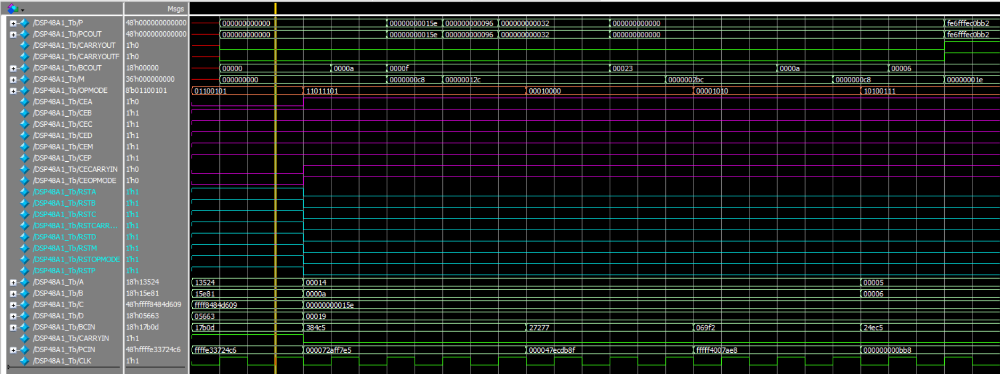 Msgs
/DSP48A1_Tb/P 48'h000000000000 000000000000 00000000015e 000000000096 000000000032 000000000000 fe6fffec0bb2
/DSP48A1_Tb/PCOUT 48'h000000000000 000000000000 00000000015e 000000000096 000000000032 000000000000 fe6fffec0bb2
/DSP48A1_Tb/CARRYOUT 1'h0
/DSP48A1_Tb/CARRYOUTF 1'h0
/DSP48A1_Tb/BCOUT 18'h00000 00000 0000a 0000f 00023 0000a 00006
/DSP48A1_Tb/M 36'h000000000 000000000 0000000c8 00000012c 0000002bc 0000000c8 00000001e
/DSP48A1_Tb/OPMODE 8'b01100101 01100101 11011101 00010000 00001010 10100111
/DSP48A1_Tb/CEA 1'h0
/DSP48A1_Tb/CEB 1'h1
/DSP48A1_Tb/CEC 1'h1
/DSP48A1_Tb/CED 1'h1
/DSP48A1_Tb/CEM 1'h1
/DSP48A1_Tb/CEP 1'h1
/DSP48A1_Tb/CECARRYIN 1'h0
/DSP48A1_Tb/CEOPMODE 1'h0
/DSP48A1_Tb/RSTA 1'h1
/DSP48A1_Tb/RSTB 1'h1
/DSP48A1_Tb/RSTC 1'h1
/DSP48A1_Tb/RSTCARR... 1'h1
/DSP48A1_Tb/RSTD 1'h1
/DSP48A1_Tb/RSTM 1'h1
/DSP48A1_Tb/RSTOPMODE 1'h1
/DSP48A1_Tb/RSTP 1'h1
/DSP48A1_Tb/A 18'h13524 13524 00014 00005
/DSP48A1_Tb/B 18'h15e81 15e81 0000a 00006
/DSP48A1_Tb/C 48'hffff8484d609 ffff8484d609 00000000015e
/DSP48A1_Tb/D 18'h05663 05663 00019
/DSP48A1_Tb/BCIN 18'h17b0d 17b0d 384c5 27277 069f2 24ec5
/DSP48A1_Tb/CARRYIN 1'h1
/DSP48A1_Tb/PCIN 48'hffffe33724c6 ffffe33724c6 000072aff7e5 000047ecdb8f fffff4007ae8 000000000bb8
/DSP48A1_Tb/CLK 1'h1